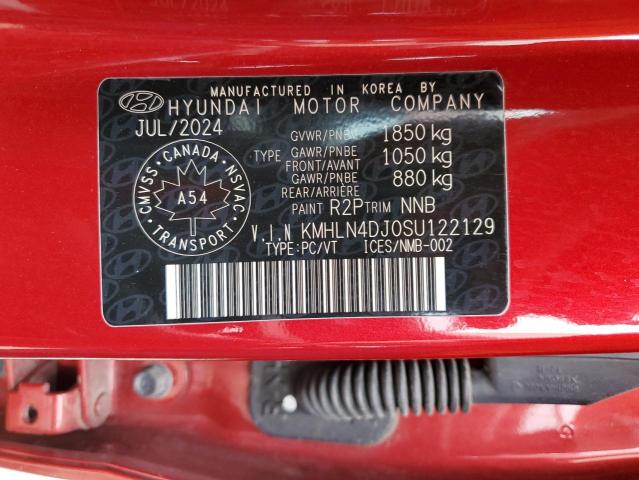 MANUFACTURED IN KOREA BY
HYUNDAI MOTOR COMPANY
JUL/2024
GVWR/PNBV 1850 kg
TYPE GAWR/PNBE FRONT/AVANT 1050 kg
GAWR/PNBE REAR/ARRIÈRE 880 kg
PAINT R2P TRIM NNB
CMVSS · CANADA · NSVAC · TRANSPORT ·
A54
V.I.N KMHLN4DJ0SU122129
TYPE:PC/VT ICES/NMB-002